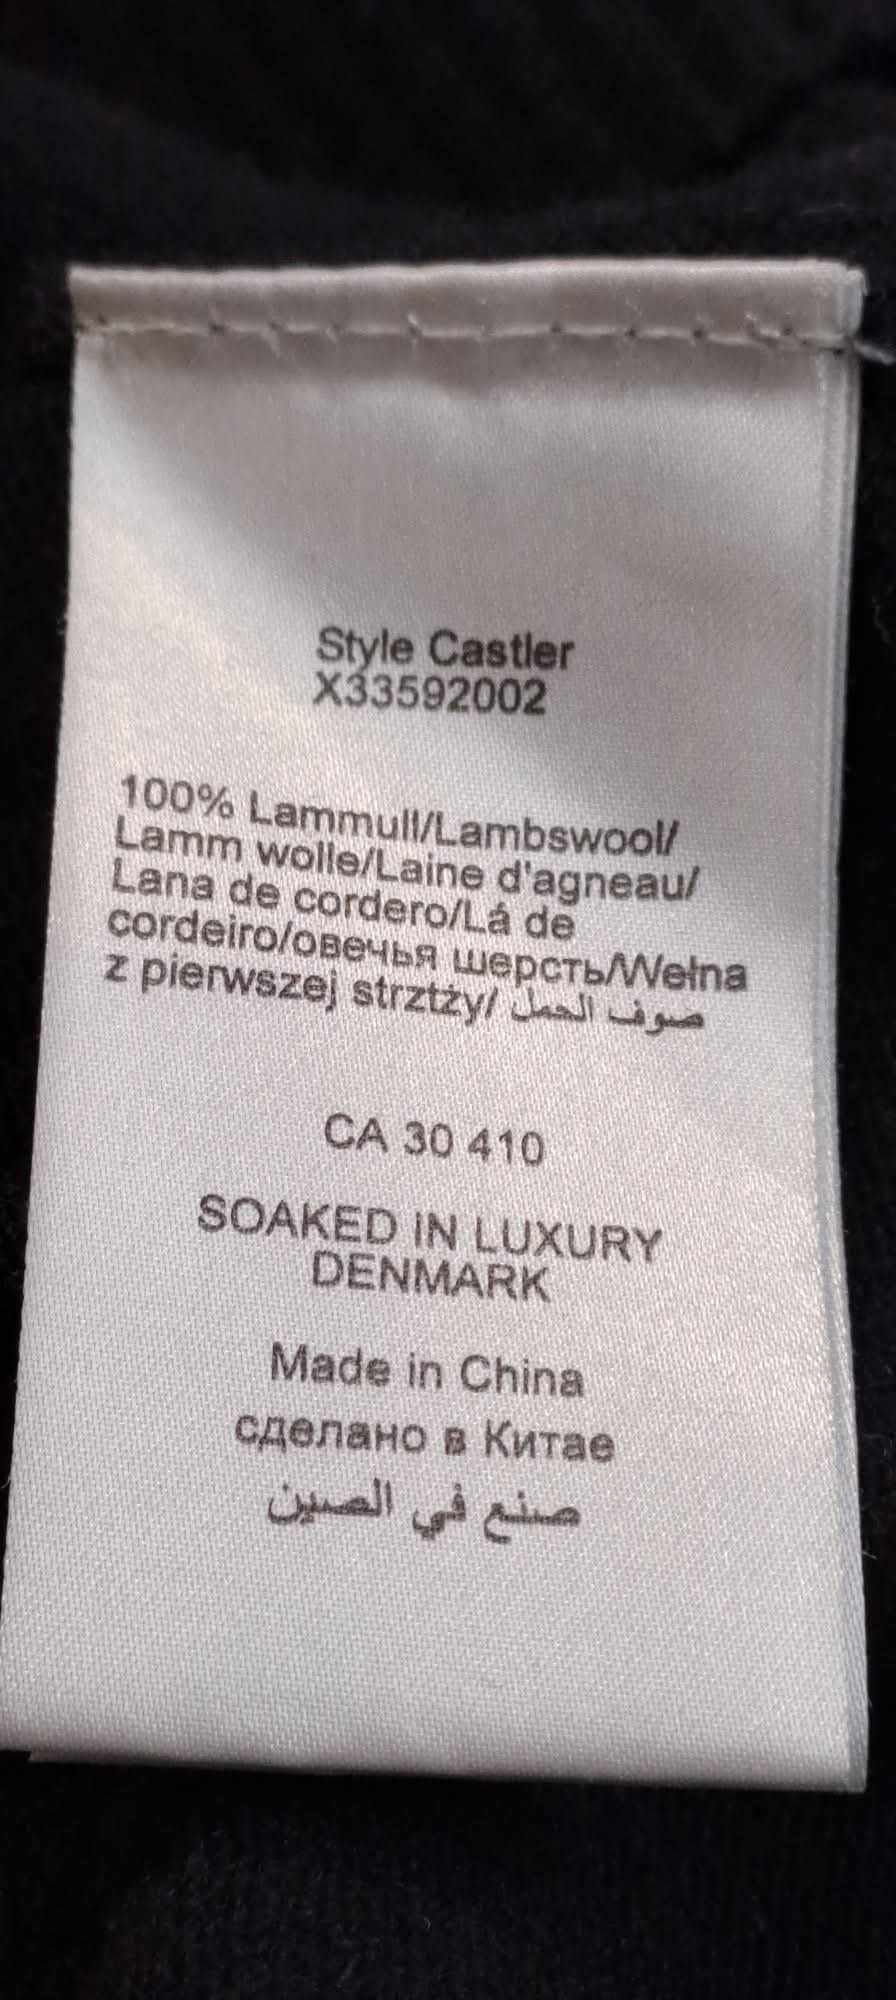 Style Castler
X33592002
100% Lammull/Lambswool/
Lamm wolle/Laine d'agneau/
Lana de cordero/Lá de
cordeiro/овечья шерсть/Wełna
z pierwszej strztży/ صوف الحمل
CA 30 410
SOAKED IN LUXURY
DENMARK
Made in China
сделано в Китае
صنع في الصين